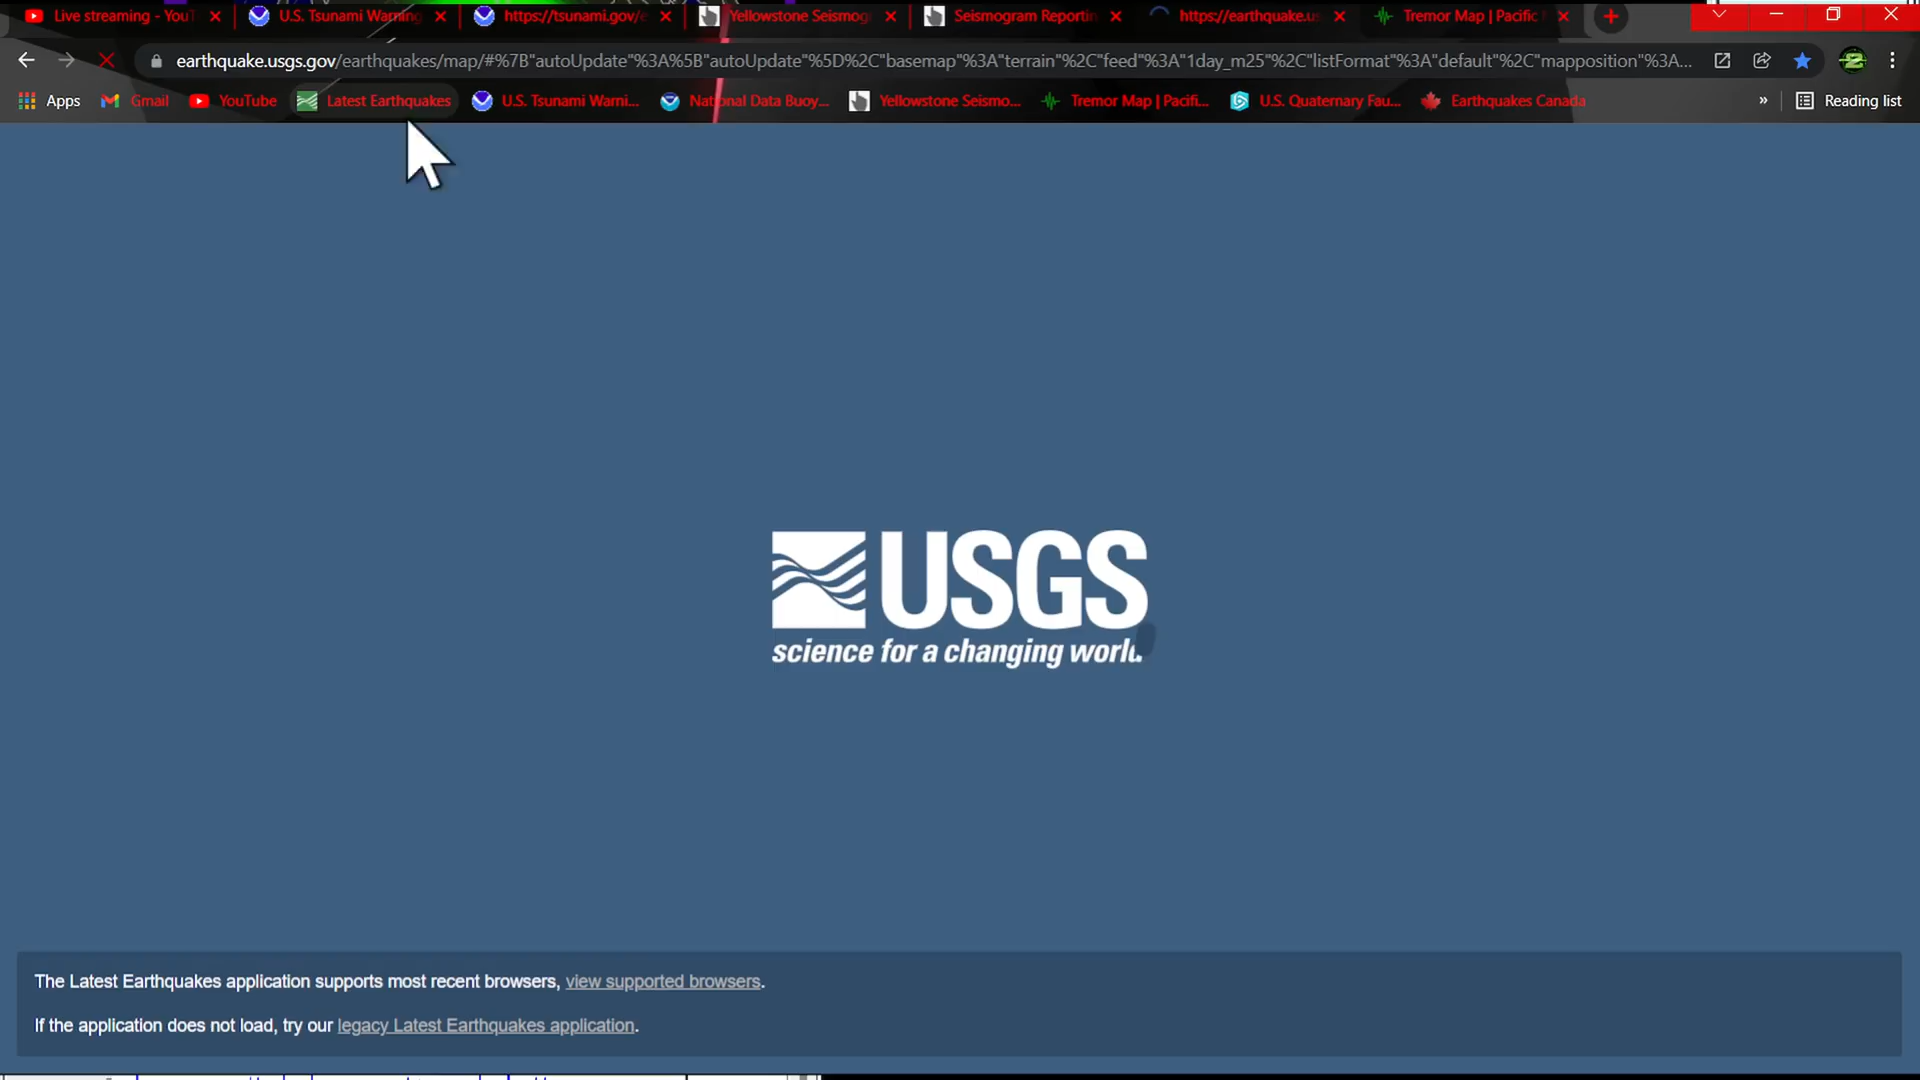 Live streaming - YouT
U.S. Tsunami Warning
https://tsunami.gov/e
Yellowstone Seismog
Seismogram Reportin
https://earthquake.us
Tremor Map | Pacific
earthquake.usgs.gov/earthquakes/map/#%7B"autoUpdate"%3A%5B"autoUpdate"%5D%2C"basemap"%3A"terrain"%2C"feed"%3A"1day_m25"%2C"listFormat"%3A"default"%2C"mapposition"%3A...
Apps
Gmail
YouTube
Latest Earthquakes
U.S. Tsunami Warni...
National Data Buoy...
Yellowstone Seismo...
Tremor Map | Pacifi...
U.S. Quaternary Fau...
Earthquakes Canada
»
Reading list
USGS
science for a changing world
The Latest Earthquakes application supports most recent browsers, view supported browsers.
If the application does not load, try our legacy Latest Earthquakes application.